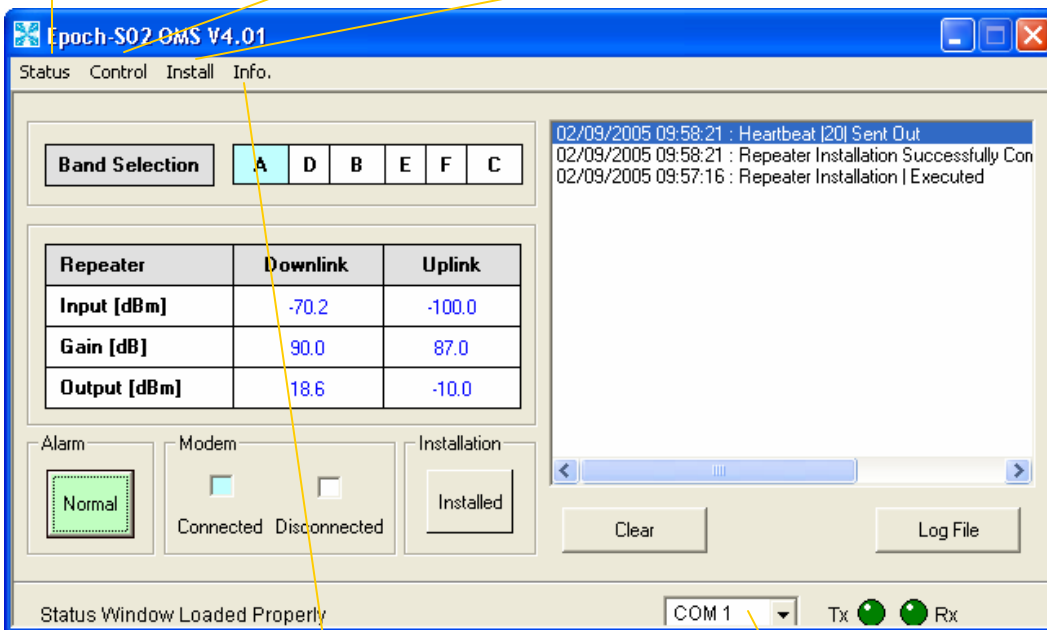 Epoch-S02 OMS V4.01
Status Control Install Info.
Band Selection A D B E F C
Repeater Downlink Uplink
Input [dBm] -70.2 -100.0
Gain [dB] 90.0 87.0
Output [dBm] 18.6 -10.0
Alarm Modem Installation
Normal Connected Disconnected Installed
02/09/2005 09:58:21 : Heartbeat |20| Sent Out
02/09/2005 09:58:21 : Repeater Installation Successfully Con
02/09/2005 09:57:16 : Repeater Installation | Executed
Clear Log File
Status Window Loaded Properly COM 1 Tx Rx